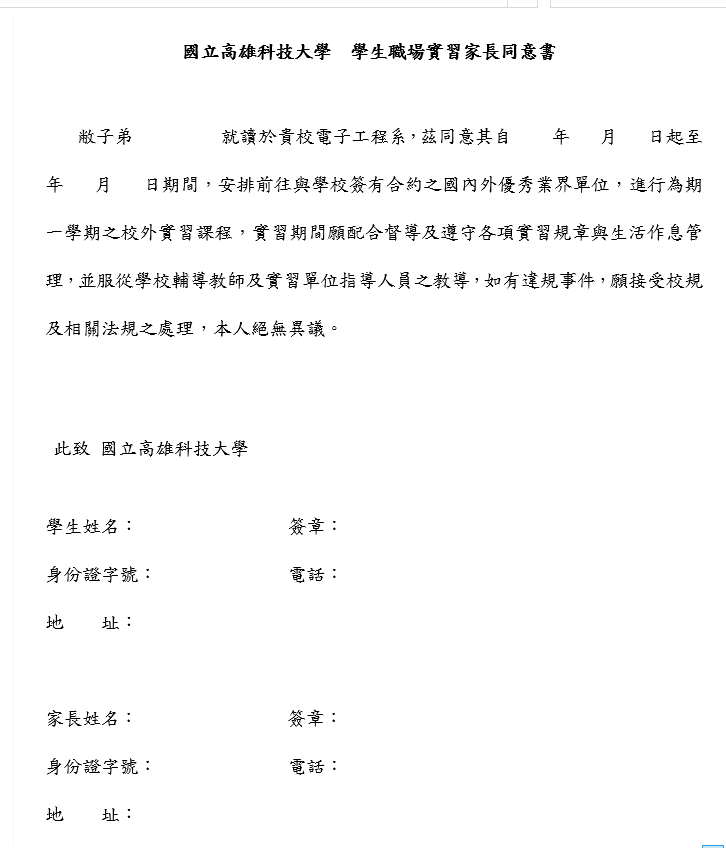 國立高雄科技大學　學生職場實習家長同意書
敝子弟　　　　　就讀於貴校電子工程系，茲同意其自　　年　月　日起至
年　月　日期間，安排前往與學校簽有合約之國內外優秀業界單位，進行為期
一學期之校外實習課程，實習期間願配合督導及遵守各項實習規章與生活作息管
理，並服從學校輔導教師及實習單位指導人員之教導，如有違規事件，願接受校規
及相關法規之處理，本人絕無異議。
此致 國立高雄科技大學
學生姓名：　　　　　　　　簽章：
身份證字號：　　　　　　　電話：
地　　址：
家長姓名：　　　　　　　　簽章：
身份證字號：　　　　　　　電話：
地　　址：